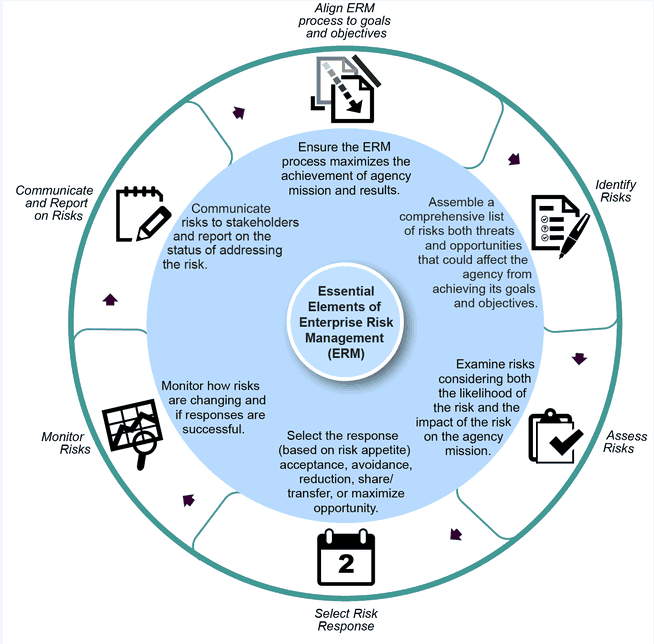 Align ERM
process to goals
and objectives
Ensure the ERM
process maximizes the
achievement of agency
mission and results.
Identify
Risks
Assemble a
comprehensive list
of risks both threats
and opportunities
that could affect the
agency from
achieving its goals
and objectives.
Assess
Risks
Examine risks
considering both
the likelihood of
the risk and the
impact of the risk
on the agency
mission.
Select the response
(based on risk appetite)
acceptance, avoidance,
reduction, share/
transfer, or maximize
opportunity.
2
Select Risk
Response
Monitor
Risks
Monitor how risks
are changing and
if responses are
successful.
Communicate
and Report
on Risks
Communicate
risks to stakeholders
and report on the
status of addressing
the risk.
Essential
Elements of
Enterprise Risk
Management
(ERM)